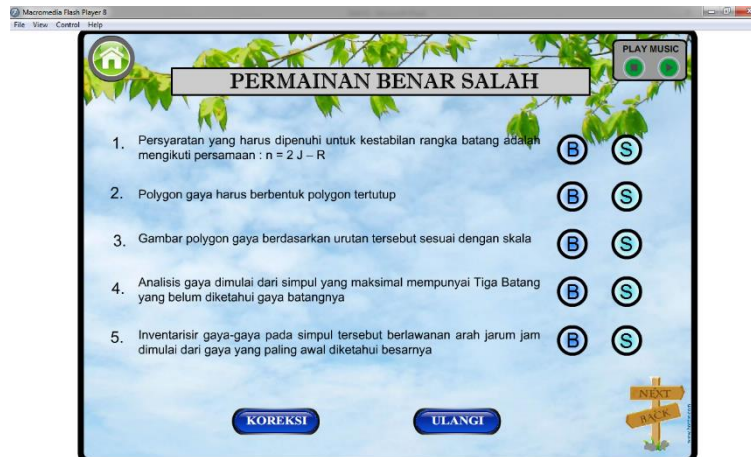 Macromedia Flash Player 8
File View Control Help
PLAY MUSIC
PERMAINAN BENAR SALAH
1. Persyaratan yang harus dipenuhi untuk kestabilan rangka batang adalah
mengikuti persamaan : n = 2 J – R
B S
2. Polygon gaya harus berbentuk polygon tertutup
B S
3. Gambar polygon gaya berdasarkan urutan tersebut sesuai dengan skala
B S
4. Analisis gaya dimulai dari simpul yang maksimal mempunyai Tiga Batang
yang belum diketahui gaya batangnya
B S
5. Inventarisir gaya-gaya pada simpul tersebut berlawanan arah jarum jam
dimulai dari gaya yang paling awal diketahui besarnya
B S
NEXT
BACK
KOREKSI
ULANGI